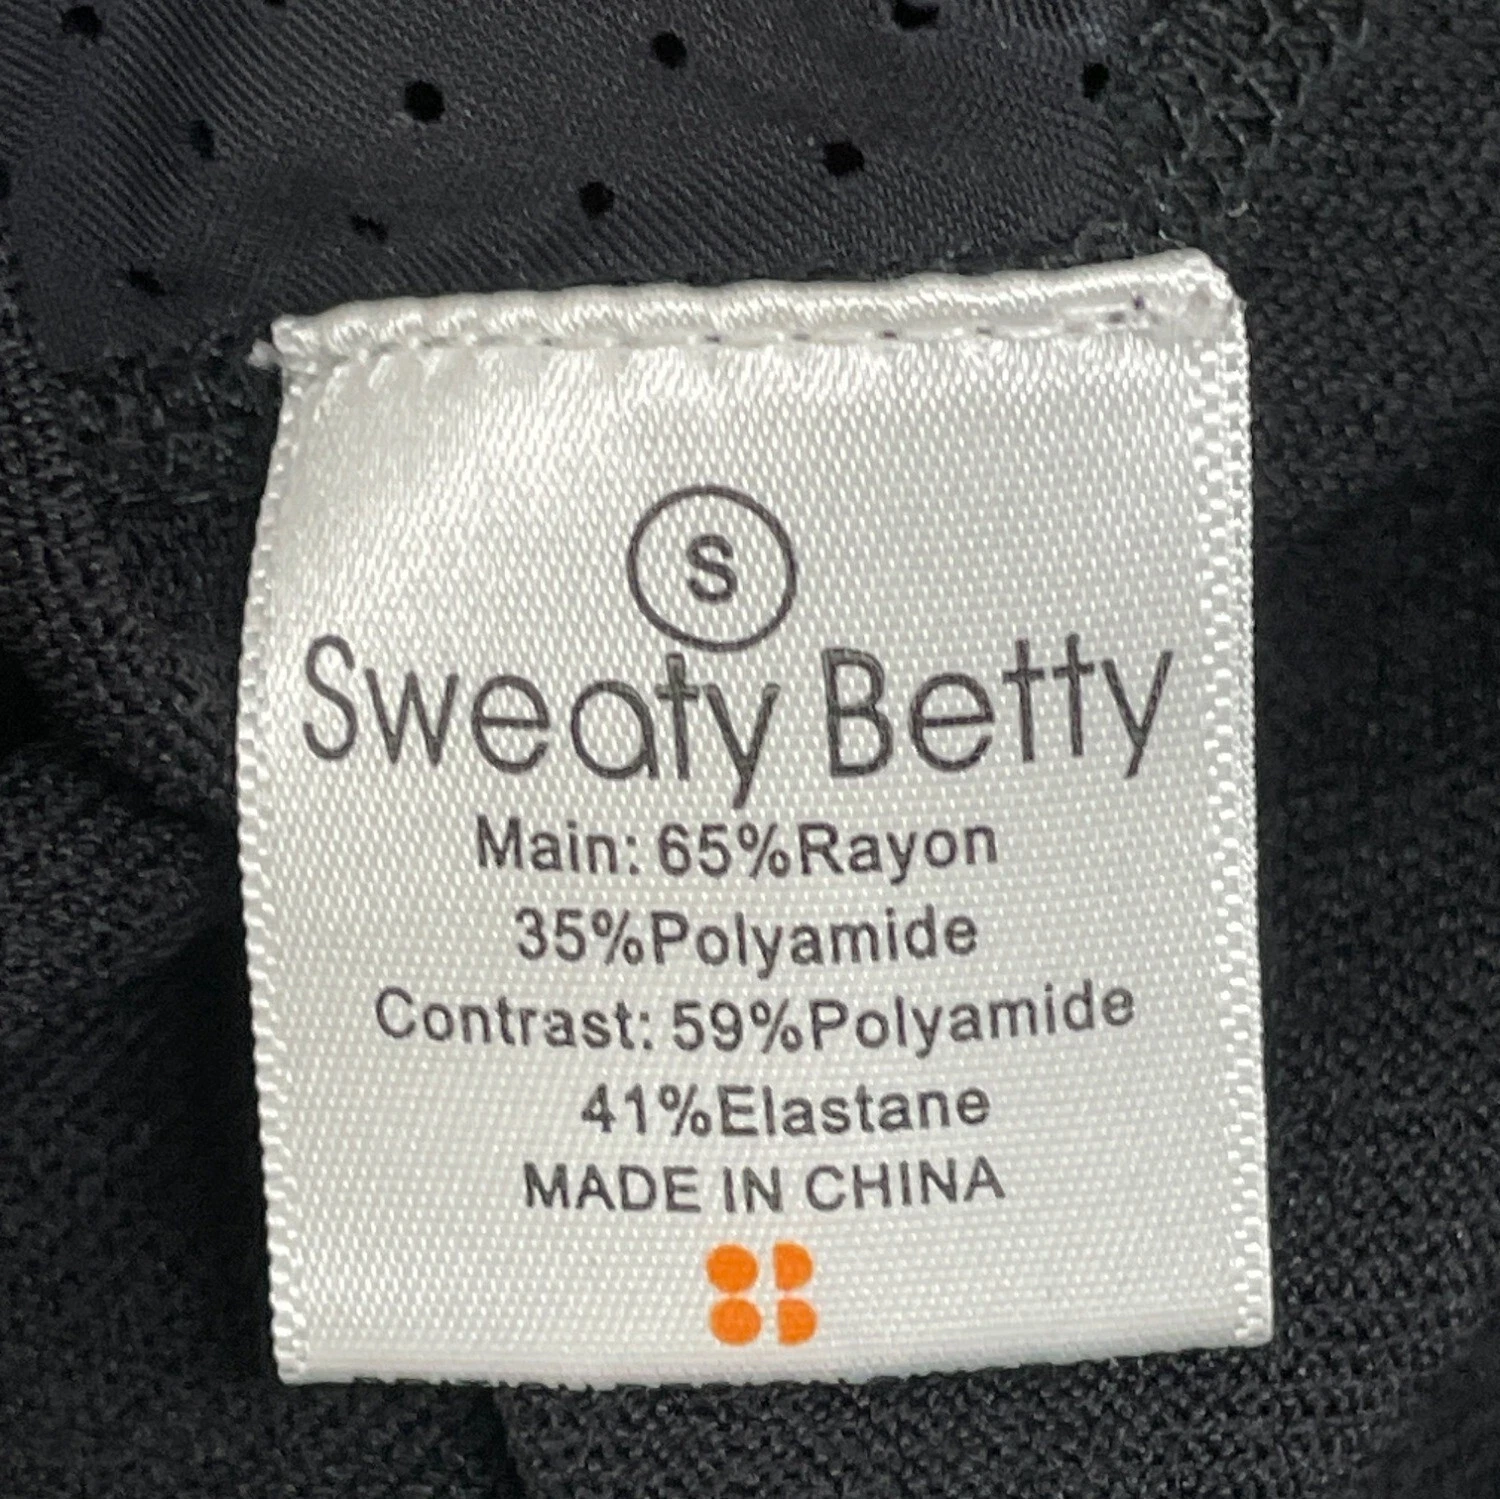 S
Sweaty Betty
Main: 65%Rayon
35%Polyamide
Contrast: 59%Polyamide
41%Elastane
MADE IN CHINA